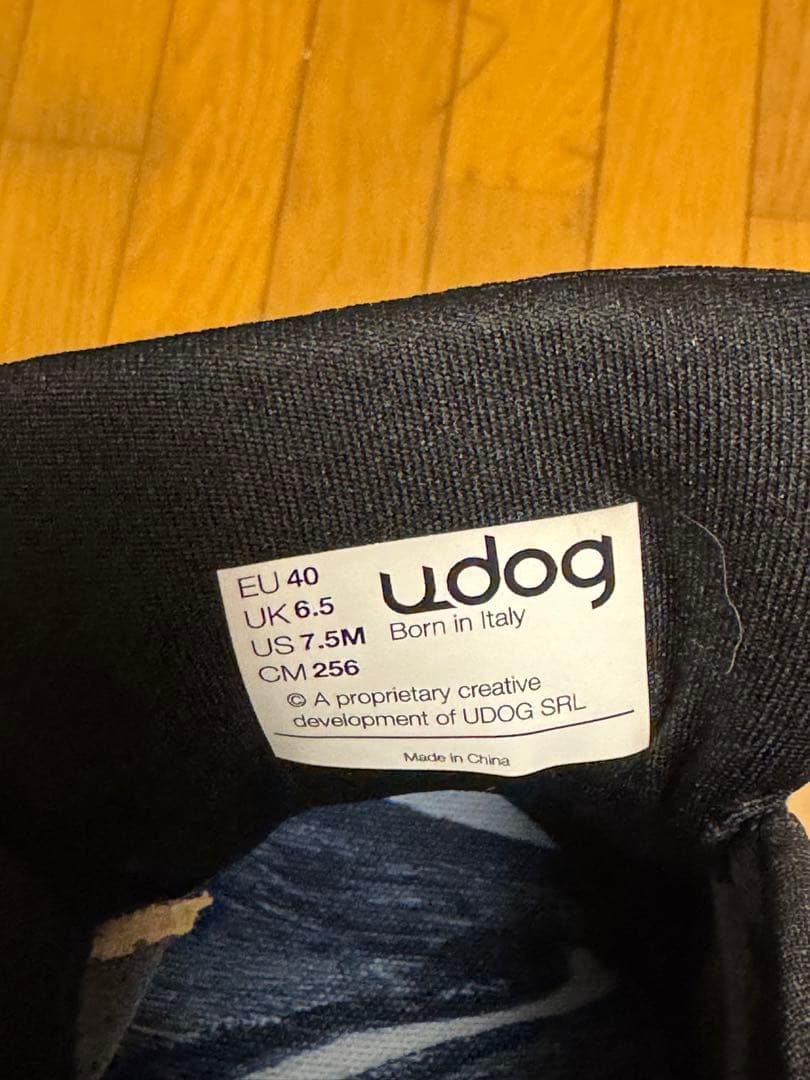 EU 40
UK 6.5
US 7.5M
CM 256
udog
Born in Italy
© A proprietary creative
development of UDOG SRL
Made in China